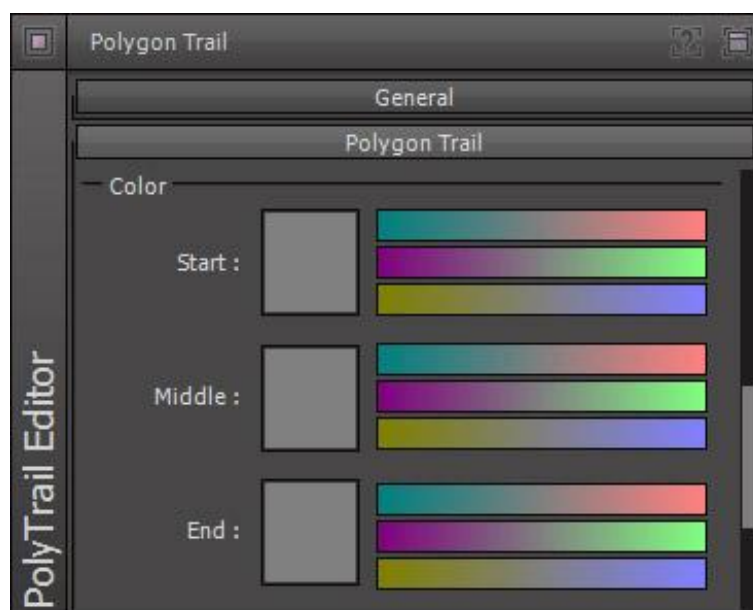 Polygon Trail
General
Polygon Trail
Color
Start :
Middle :
End :
PolyTrail Editor